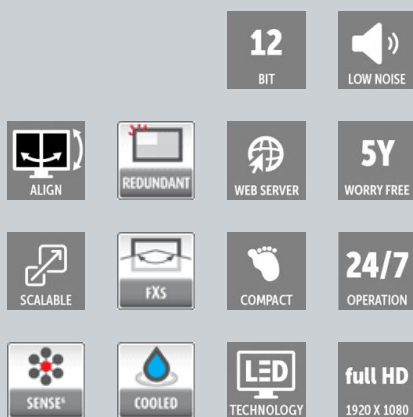 12
BIT
LOW NOISE
ALIGN
REDUNDANT
WEB SERVER
5Y
WORRY FREE
SCALABLE
FXS
COMPACT
24/7
OPERATION
SENSE⁶
COOLED
LED
TECHNOLOGY
full HD
1920 X 1080